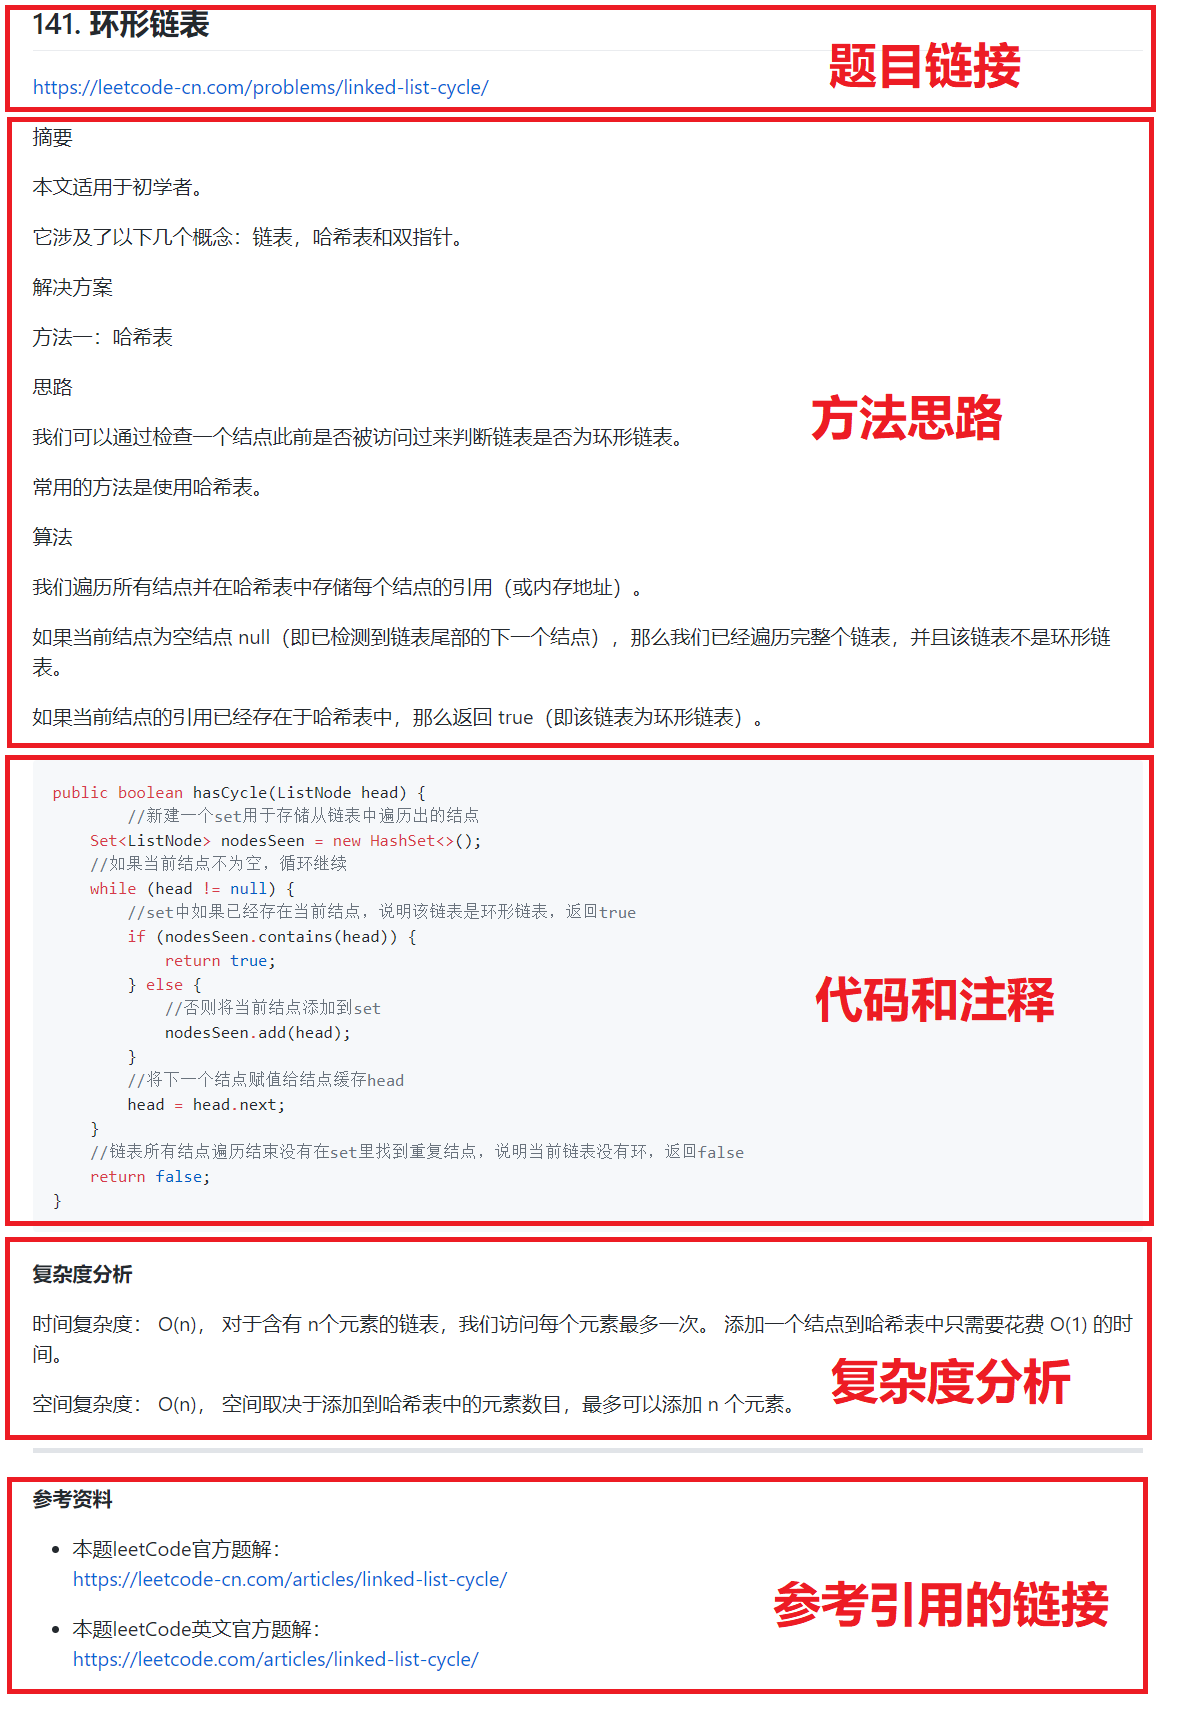 141. 环形链表
题目链接
https://leetcode-cn.com/problems/linked-list-cycle/
摘要
本文适用于初学者。
它涉及了以下几个概念：链表，哈希表和双指针。
解决方案
方法一：哈希表
思路
方法思路
我们可以通过检查一个结点此前是否被访问过来判断链表是否为环形链表。
常用的方法是使用哈希表。
算法
我们遍历所有结点并在哈希表中存储每个结点的引用（或内存地址）。
如果当前结点为空结点 null（即已检测到链表尾部的下一个结点），那么我们已经遍历完整个链表，并且该链表不是环形链
表。
如果当前结点的引用已经存在于哈希表中，那么返回 true（即该链表为环形链表）。
public boolean hasCycle(ListNode head) {
        //新建一个set用于存储从链表中遍历出的结点
    Set<ListNode> nodesSeen = new HashSet<>();
    //如果当前结点不为空，循环继续
    while (head != null) {
        //set中如果已经存在当前结点，说明该链表是环形链表，返回true
        if (nodesSeen.contains(head)) {
            return true;
        } else {
            //否则将当前结点添加到set
            nodesSeen.add(head);
        }
        //将下一个结点赋值给结点缓存head
        head = head.next;
    }
    //链表所有结点遍历结束没有在set里找到重复结点，说明当前链表没有环，返回false
    return false;
}
代码和注释
复杂度分析
时间复杂度： O(n)， 对于含有 n个元素的链表，我们访问每个元素最多一次。 添加一个结点到哈希表中只需要花费 O(1) 的时
间。
空间复杂度： O(n)， 空间取决于添加到哈希表中的元素数目，最多可以添加 n 个元素。
复杂度分析
参考资料
• 本题leetCode官方题解：
https://leetcode-cn.com/articles/linked-list-cycle/
• 本题leetCode英文官方题解：
https://leetcode.com/articles/linked-list-cycle/
参考引用的链接